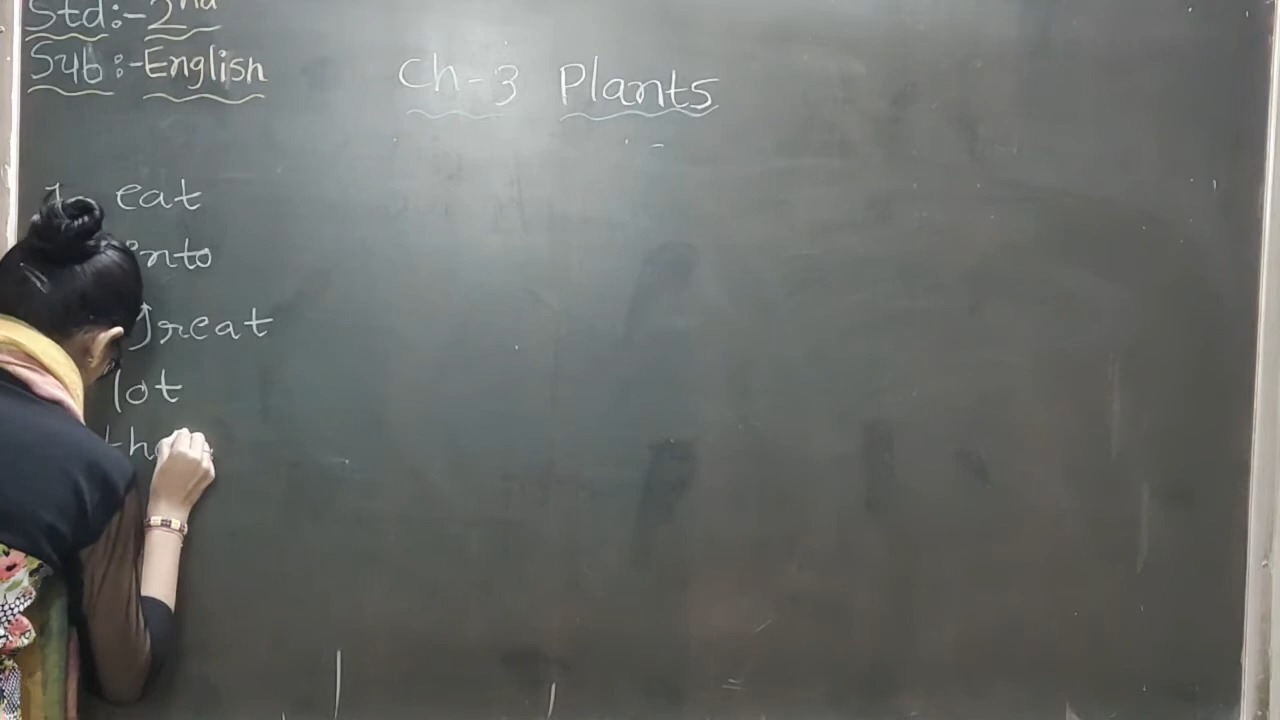 Std:-2nd
Sub:-English
Ch-3 Plants
eat
into
great
lot